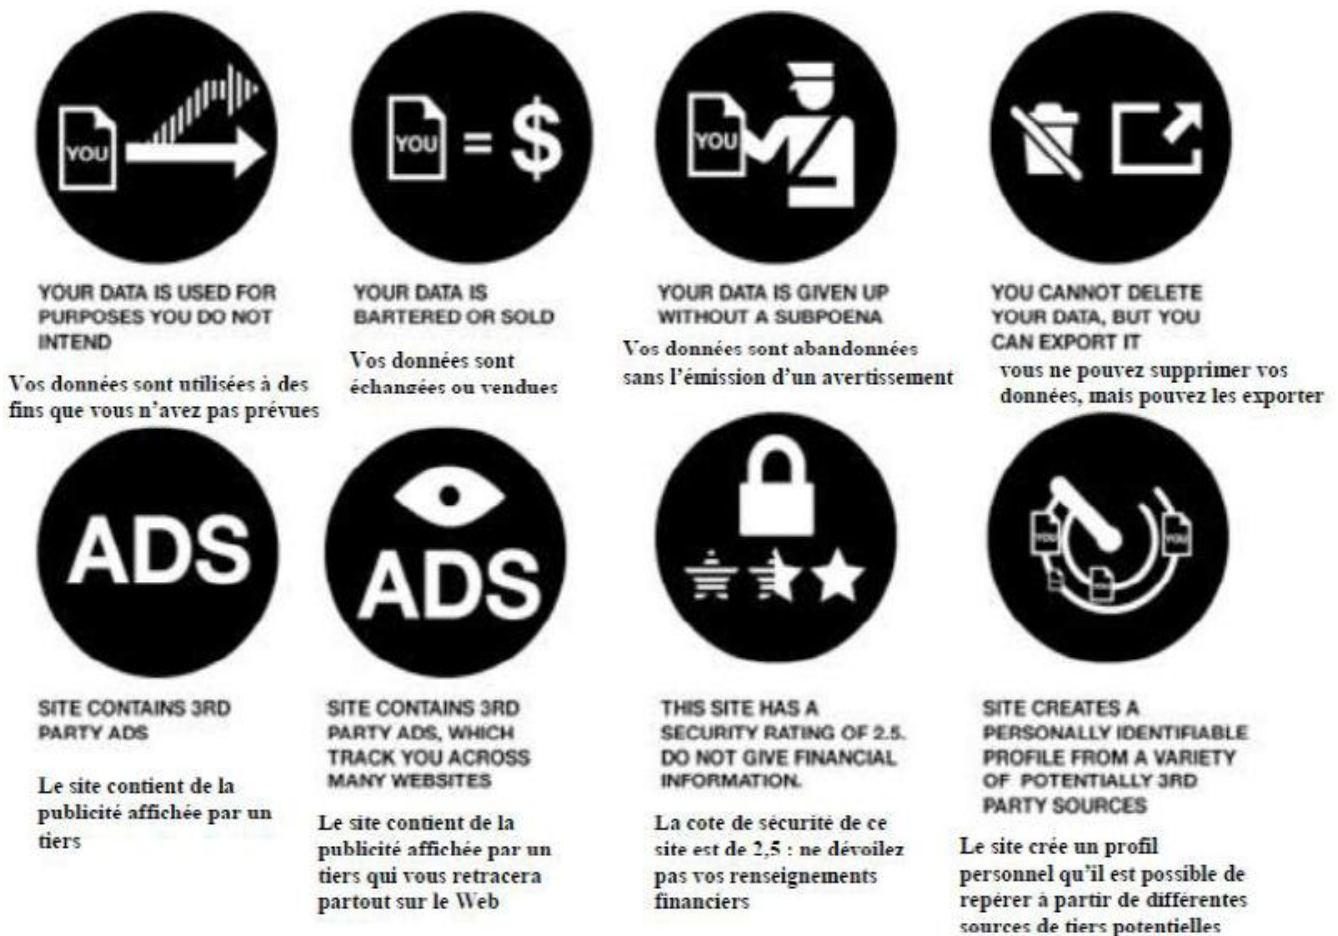 YOU
YOU
=
$
YOU
YOUR DATA IS USED FOR
PURPOSES YOU DO NOT
INTEND
Vos données sont utilisées à des
fins que vous n’avez pas prévues
YOUR DATA IS
BARTERED OR SOLD
Vos données sont
échangées ou vendues
YOUR DATA IS GIVEN UP
WITHOUT A SUBPOENA
Vos données sont abandonnées
sans l’émission d’un avertissement
YOU CANNOT DELETE
YOUR DATA, BUT YOU
CAN EXPORT IT
vous ne pouvez supprimer vos
données, mais pouvez les exporter
ADS
ADS
YOU
YOU
YOU
SITE CONTAINS 3RD
PARTY ADS
Le site contient de la
publicité affichée par un
tiers
SITE CONTAINS 3RD
PARTY ADS, WHICH
TRACK YOU ACROSS
MANY WEBSITES
Le site contient de la
publicité affichée par un
tiers qui vous retracera
partout sur le Web
THIS SITE HAS A
SECURITY RATING OF 2.5.
DO NOT GIVE FINANCIAL
INFORMATION.
La cote de sécurité de ce
site est de 2,5 : ne dévoilez
pas vos renseignements
financiers
SITE CREATES A
PERSONALLY IDENTIFIABLE
PROFILE FROM A VARIETY
OF POTENTIALLY 3RD
PARTY SOURCES
Le site crée un profil
personnel qu’il est possible de
repérer à partir de différentes
sources de tiers potentielles